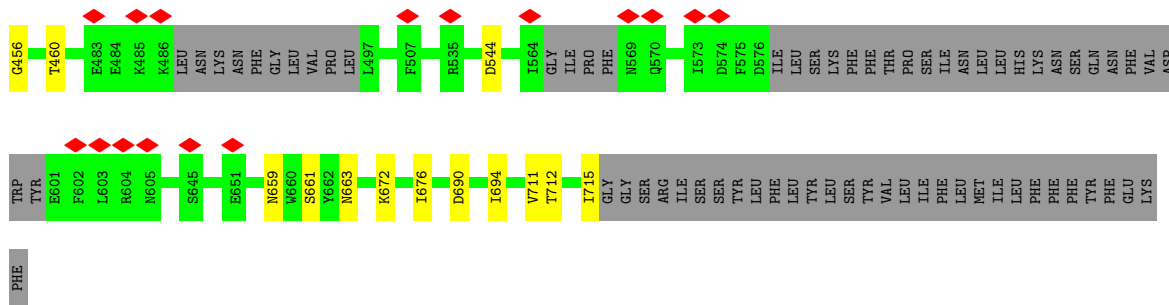 G456 T460 E483 E484 K485 K486 LEU ASN LYS ASN PHE GLY LEU VAL PRO LEU L497 F507 R535 D544 I564 GLY ILE PRO PHE N569 Q570 I573 D574 F575 D576 ILE LEU SER LYS PHE PHE THR PRO SER ILE ASN LEU LEU HIS LYS ASN SER GLN ASN PHE VAL ASP
TRP TYR E601 F602 L603 R604 N605 S645 E651 N659 W660 S661 Y662 N663 K672 I676 D690 I694 V711 T712 I715 GLY GLY SER ARG ILE SER SER TYR LEU PHE LEU TYR LEU SER TYR VAL LEU ILE PHE LEU MET ILE LEU PHE PHE PHE TYR PHE GLU LYS
PHE